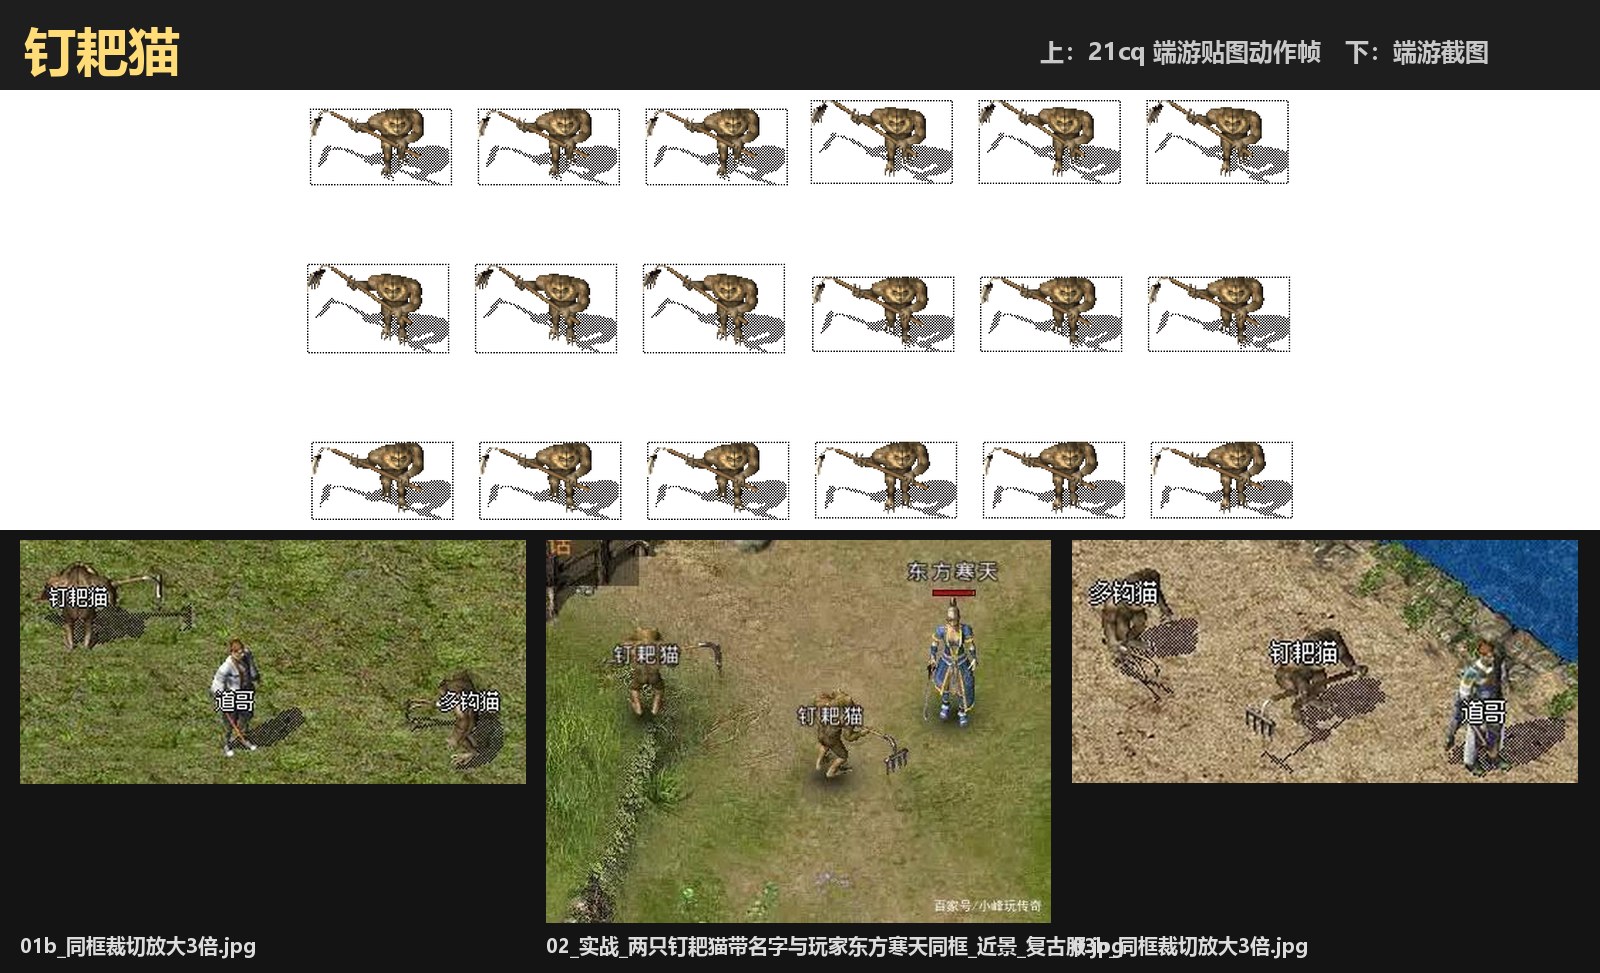 钉耙猫
上：21cq 端游贴图动作帧　下：端游截图
钉耙猫
道哥
多钩猫
话
东方寒天
钉耙猫
钉耙猫
百家号/小峰玩传奇
多钩猫
钉耙猫
道哥
01b_同框裁切放大3倍.jpg
02_实战_两只钉耙猫带名字与玩家东方寒天同框_近景_复古服
同框裁切放大3倍.jpg